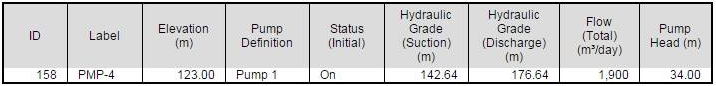 ID Label Elevation (m) Pump Definition Status (Initial) Hydraulic Grade (Suction) (m) Hydraulic Grade (Discharge) (m) Flow (Total) (m³/day) Pump Head (m)
158 PMP-4 123.00 Pump 1 On 142.64 176.64 1,900 34.00